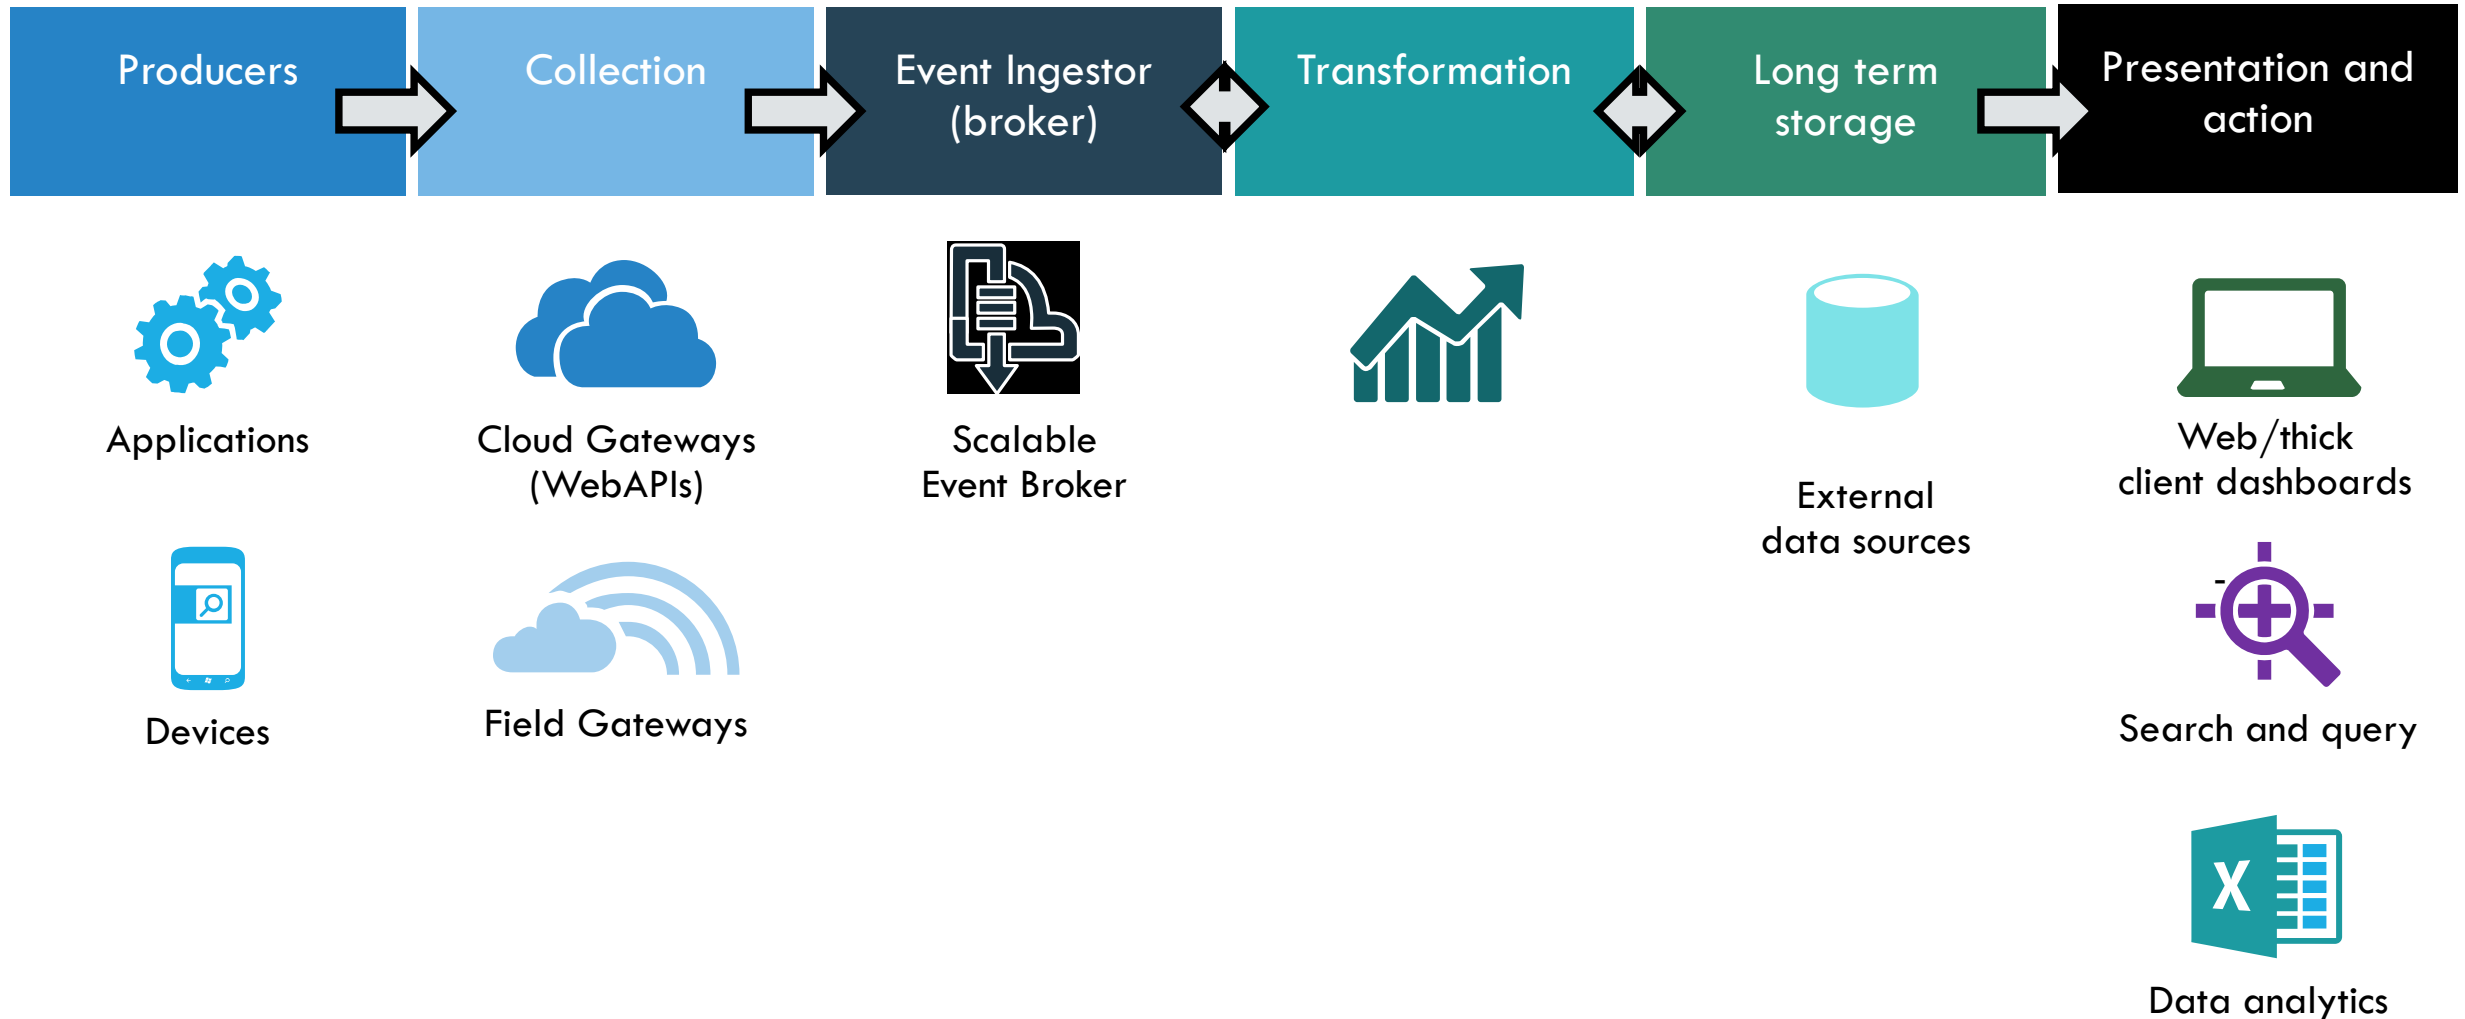 Producers
Collection
Event Ingestor
(broker)
Transformation
Long term
storage
Presentation and
action
Applications
Cloud Gateways
(WebAPIs)
Scalable
Event Broker
External
data sources
Web/thick
client dashboards
Devices
Field Gateways
-
Search and query
X
Data analytics